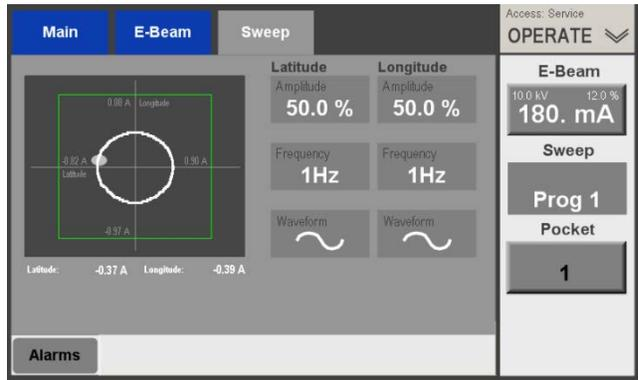 Main
E-Beam
Sweep
Access: Service
OPERATE
Latitude
Longitude
Amplitude
50.0 %
Amplitude
50.0 %
Frequency
1Hz
Frequency
1Hz
Waveform
Waveform
0.88 A Longitude
-0.82 A
Latitude
0.90 A
-0.97 A
Latitude: -0.37 A Longitude: -0.39 A
E-Beam
10.0 kV 12.0 %
180. mA
Sweep
Prog 1
Pocket
1
Alarms